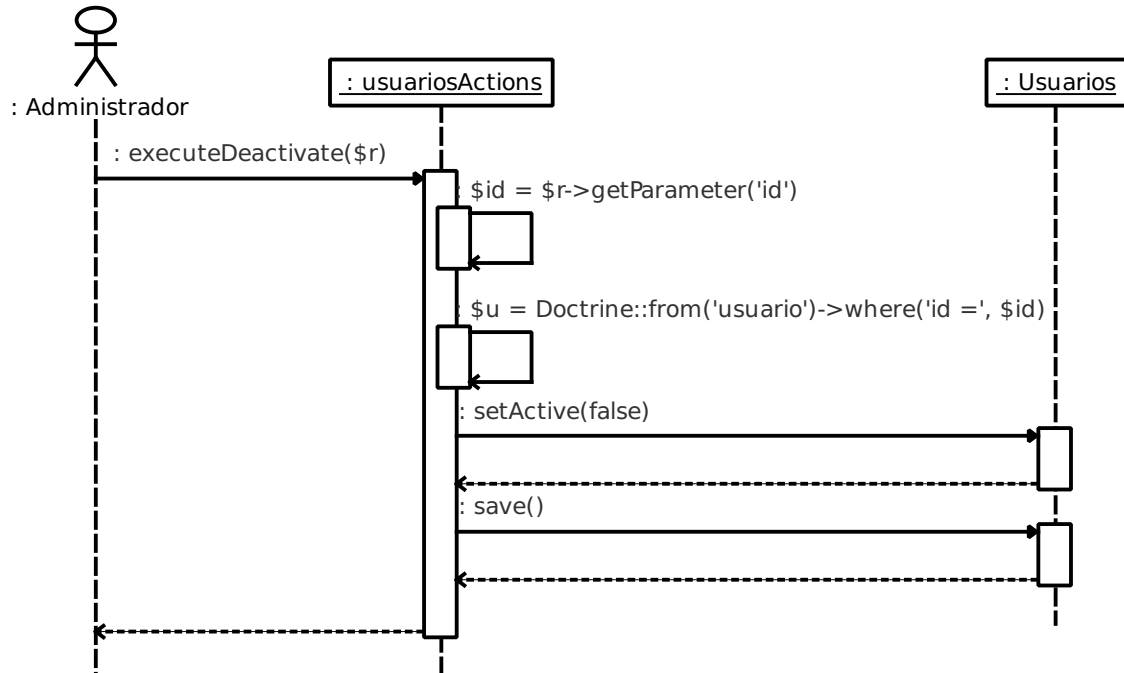 : usuariosActions
: Usuarios
: Administrador
: executeDeactivate($r)
: $id = $r->getParameter('id')
: $u = Doctrine::from('usuario')->where('id =', $id)
: setActive(false)
: save()